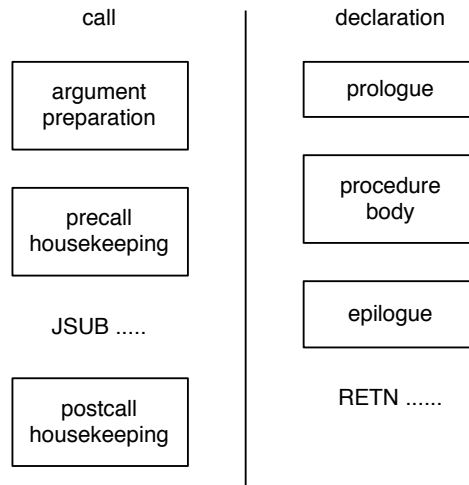 call
argument
preparation
precall
housekeeping
JSUB .....
postcall
housekeeping
declaration
prologue
procedure
body
epilogue
RETN ......